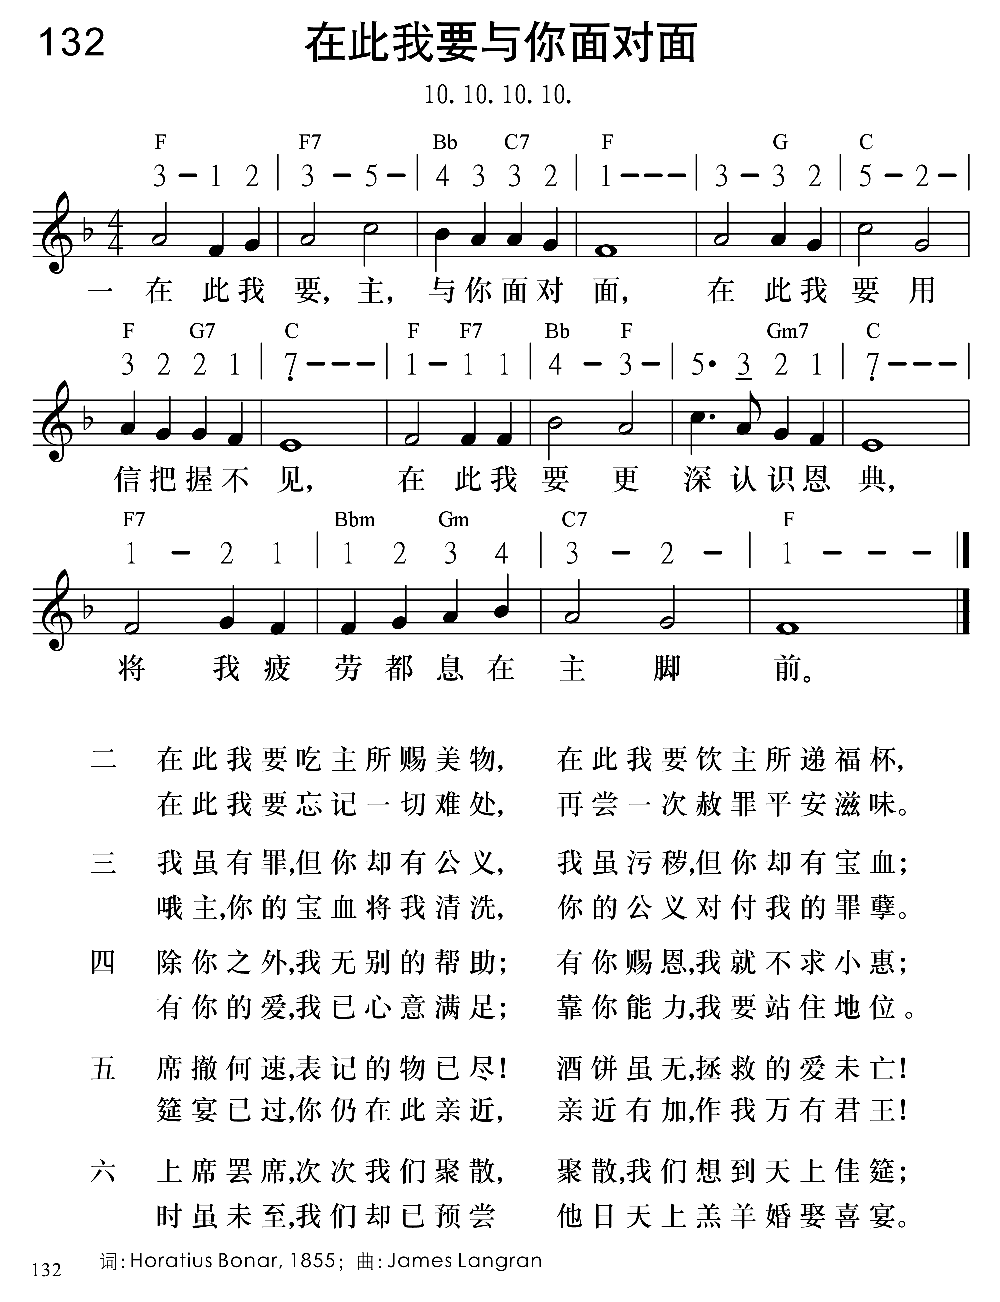 132
在此我要与你面对面
10. 10. 10. 10.
F F7 Bb C7 F G C
3 - 1 2 | 3 - 5 - | 4 3 3 2 | 1 - - - | 3 - 3 2 | 5 - 2 - |
4
4
一 在 此 我 要, 主, 与 你 面 对 面, 在 此 我 要 用
F G7 C F F7 Bb F Gm7 C
3 2 2 1 | 7 - - - | 1 - 1 1 | 4 - 3 - | 5· 3 2 1 | 7 - - - |
信 把 握 不 见, 在 此 我 要 更 深 认 识 恩 典,
F7 Bbm Gm C7 F
1 - 2 1 | 1 2 3 4 | 3 - 2 - | 1 - - - ‖
将 我 疲 劳 都 息 在 主 脚 前。
二 在此我要吃主所赐美物, 在此我要饮主所递福杯,
在此我要忘记一切难处, 再尝一次赦罪平安滋味。
三 我虽有罪,但你却有公义, 我虽污秽,但你却有宝血;
哦主,你的宝血将我清洗, 你的公义对付我的罪孽。
四 除你之外,我无别的帮助; 有你赐恩,我就不求小惠;
有你的爱,我已心意满足; 靠你能力,我要站住地位。
五 席撤何速,表记的物已尽! 酒饼虽无,拯救的爱未亡!
筵宴已过,你仍在此亲近, 亲近有加,作我万有君王!
六 上席罢席,次次我们聚散, 聚散,我们想到天上佳筵;
时虽未至,我们却已预尝 他日天上羔羊婚娶喜宴。
词: Horatius Bonar, 1855; 曲: James Langran
132